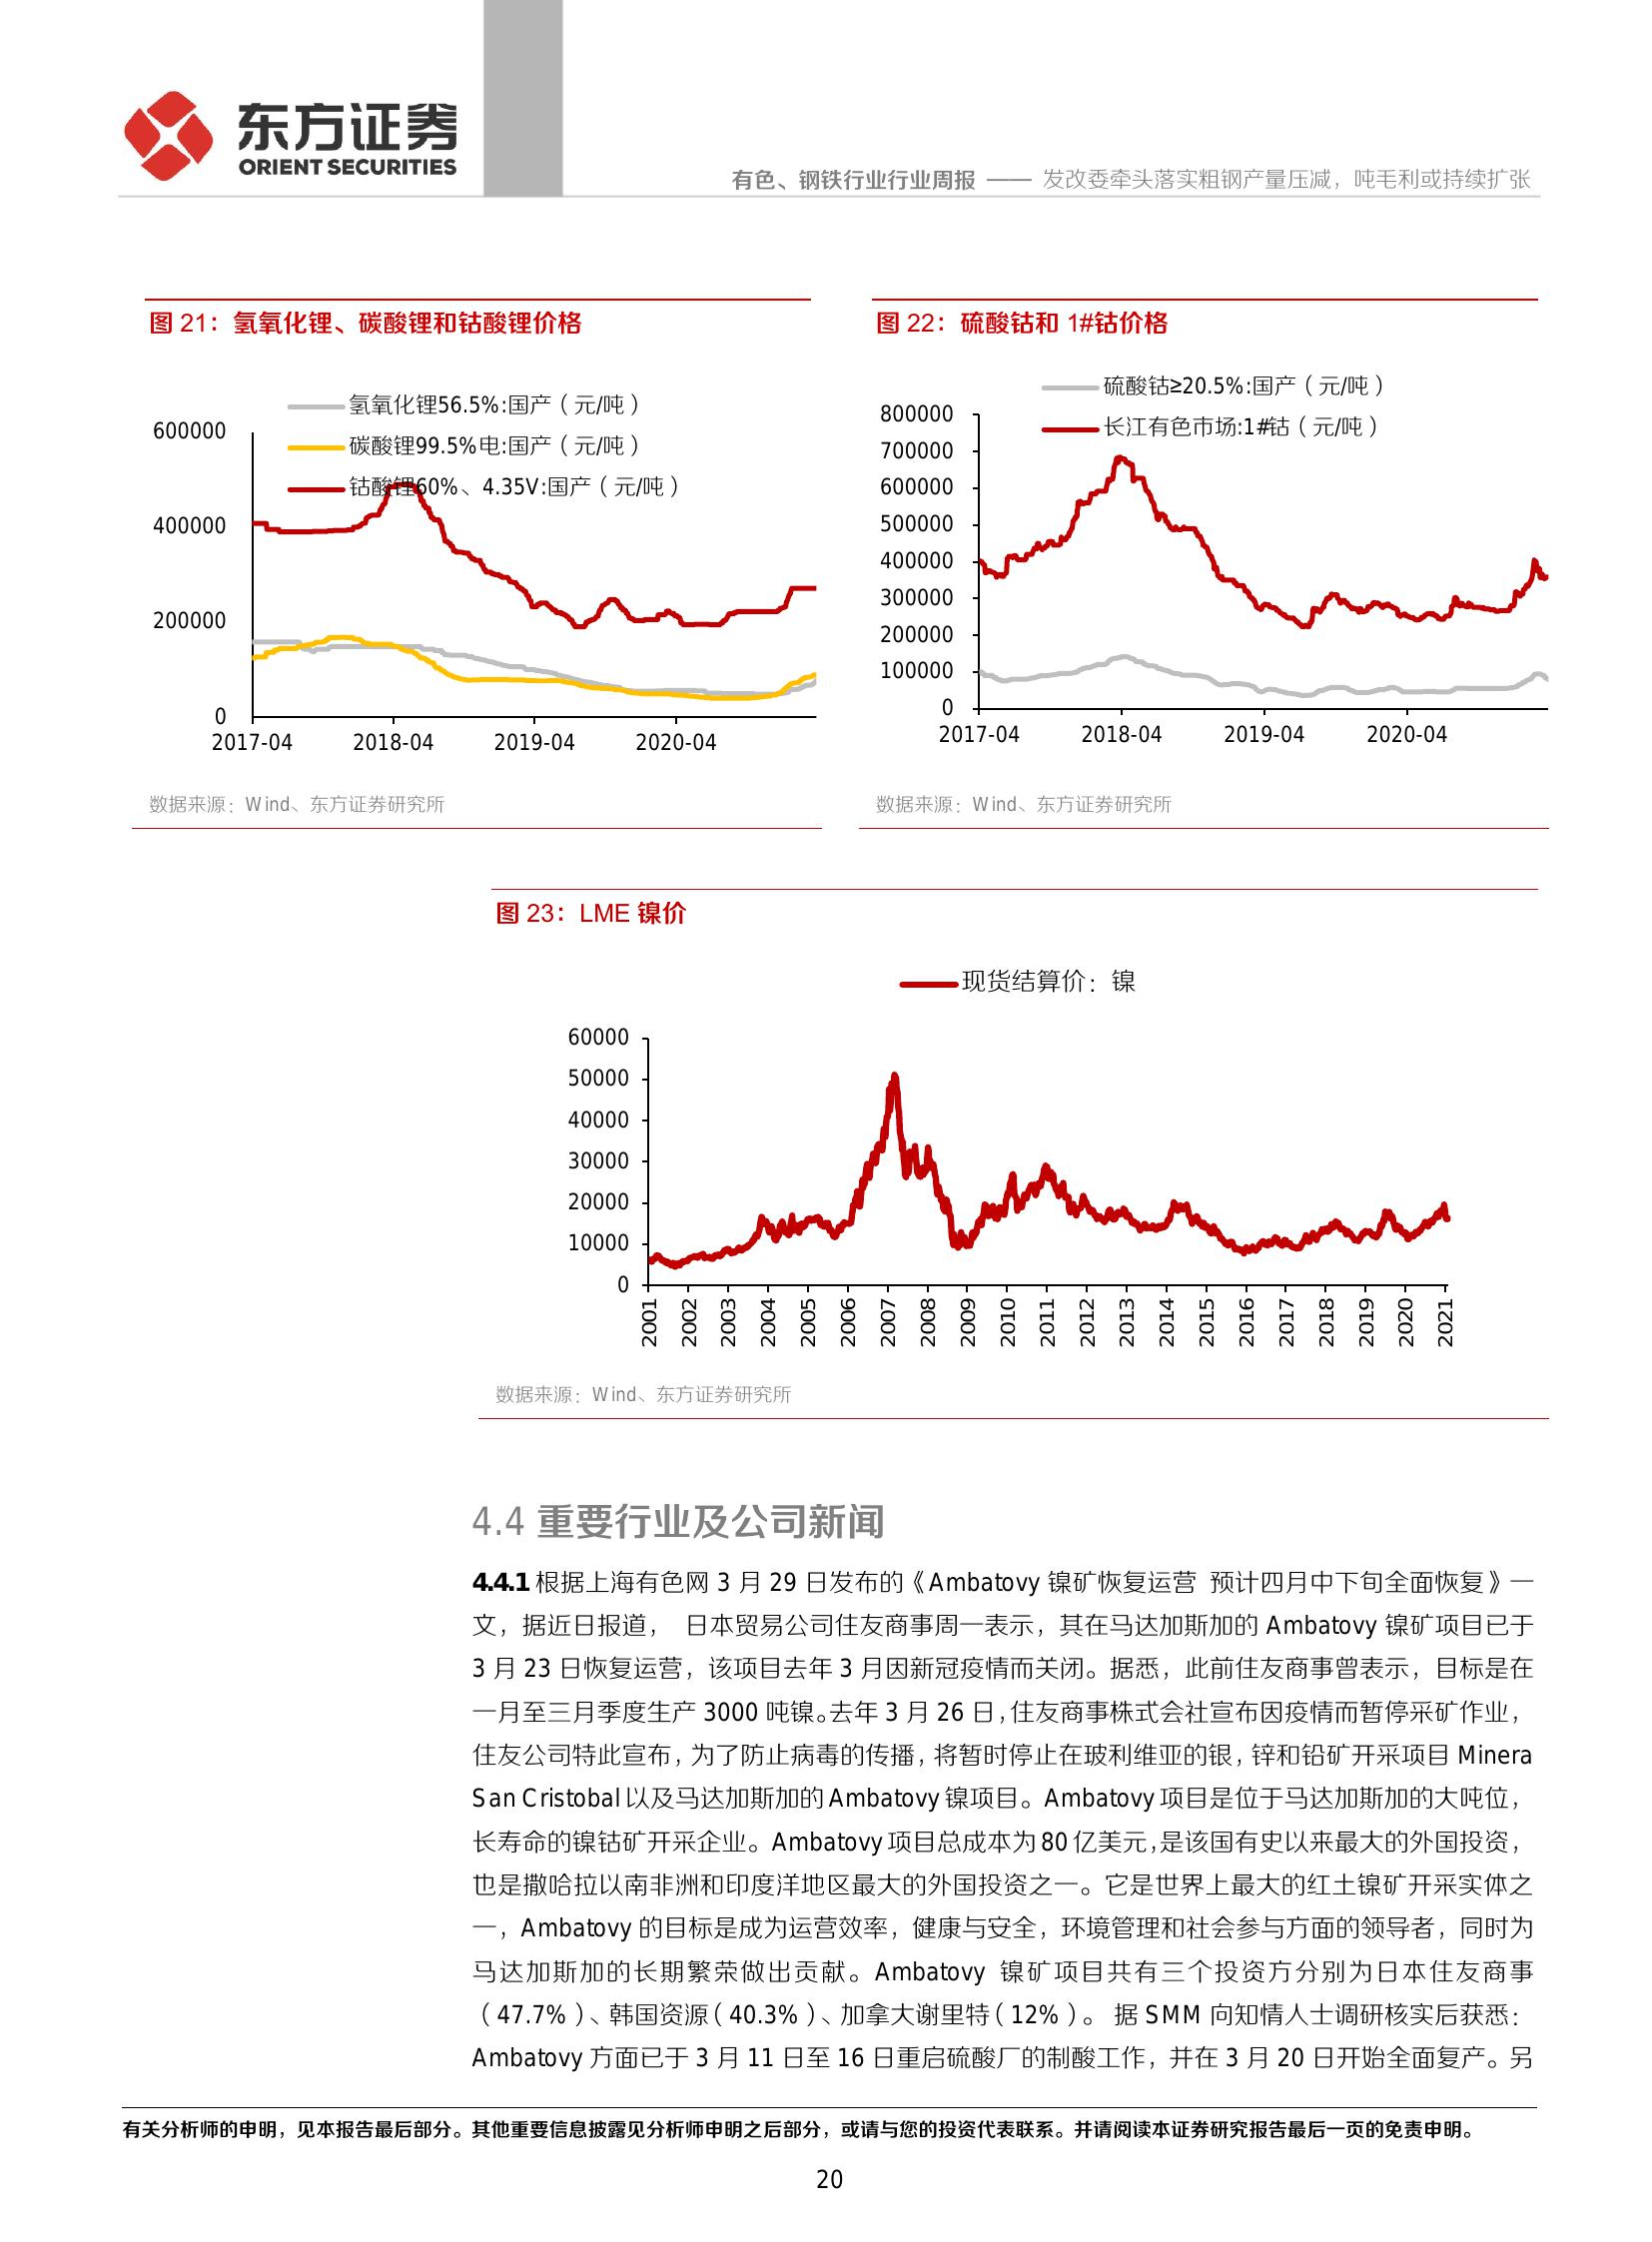 东方证券
ORIENT SECURITIES
有色、钢铁行业行业周报 —— 发改委牵头落实粗钢产量压减，吨毛利或持续扩张
图 21：氢氧化锂、碳酸锂和钴酸锂价格
氢氧化锂56.5%:国产（元/吨）
碳酸锂99.5%电:国产（元/吨）
钴酸锂60%、4.35V:国产（元/吨）
600000
400000
200000
0
2017-04 2018-04 2019-04 2020-04
数据来源：Wind、东方证券研究所
图 22：硫酸钴和 1#钴价格
硫酸钴≥20.5%:国产（元/吨）
长江有色市场:1#钴（元/吨）
800000
700000
600000
500000
400000
300000
200000
100000
0
2017-04 2018-04 2019-04 2020-04
数据来源：Wind、东方证券研究所
图 23：LME 镍价
现货结算价：镍
60000
50000
40000
30000
20000
10000
0
2001 2002 2003 2004 2005 2006 2007 2008 2009 2010 2011 2012 2013 2014 2015 2016 2017 2018 2019 2020 2021
数据来源：Wind、东方证券研究所
4.4 重要行业及公司新闻
4.4.1 根据上海有色网 3 月 29 日发布的《Ambatovy 镍矿恢复运营 预计四月中下旬全面恢复》一
文，据近日报道， 日本贸易公司住友商事周一表示，其在马达加斯加的 Ambatovy 镍矿项目已于
3 月 23 日恢复运营，该项目去年 3 月因新冠疫情而关闭。据悉，此前住友商事曾表示，目标是在
一月至三月季度生产 3000 吨镍。去年 3 月 26 日，住友商事株式会社宣布因疫情而暂停采矿作业，
住友公司特此宣布，为了防止病毒的传播，将暂时停止在玻利维亚的银，锌和铅矿开采项目 Minera
San Cristobal 以及马达加斯加的 Ambatovy 镍项目。Ambatovy 项目是位于马达加斯加的大吨位，
长寿命的镍钴矿开采企业。Ambatovy 项目总成本为 80 亿美元，是该国有史以来最大的外国投资，
也是撒哈拉以南非洲和印度洋地区最大的外国投资之一。它是世界上最大的红土镍矿开采实体之
一，Ambatovy 的目标是成为运营效率，健康与安全，环境管理和社会参与方面的领导者，同时为
马达加斯加的长期繁荣做出贡献。Ambatovy 镍矿项目共有三个投资方分别为日本住友商事
（47.7%）、韩国资源（40.3%）、加拿大谢里特（12%）。 据 SMM 向知情人士调研核实后获悉：
Ambatovy 方面已于 3 月 11 日至 16 日重启硫酸厂的制酸工作，并在 3 月 20 日开始全面复产。另
有关分析师的申明，见本报告最后部分。其他重要信息披露见分析师申明之后部分，或请与您的投资代表联系。并请阅读本证券研究报告最后一页的免责申明。
20